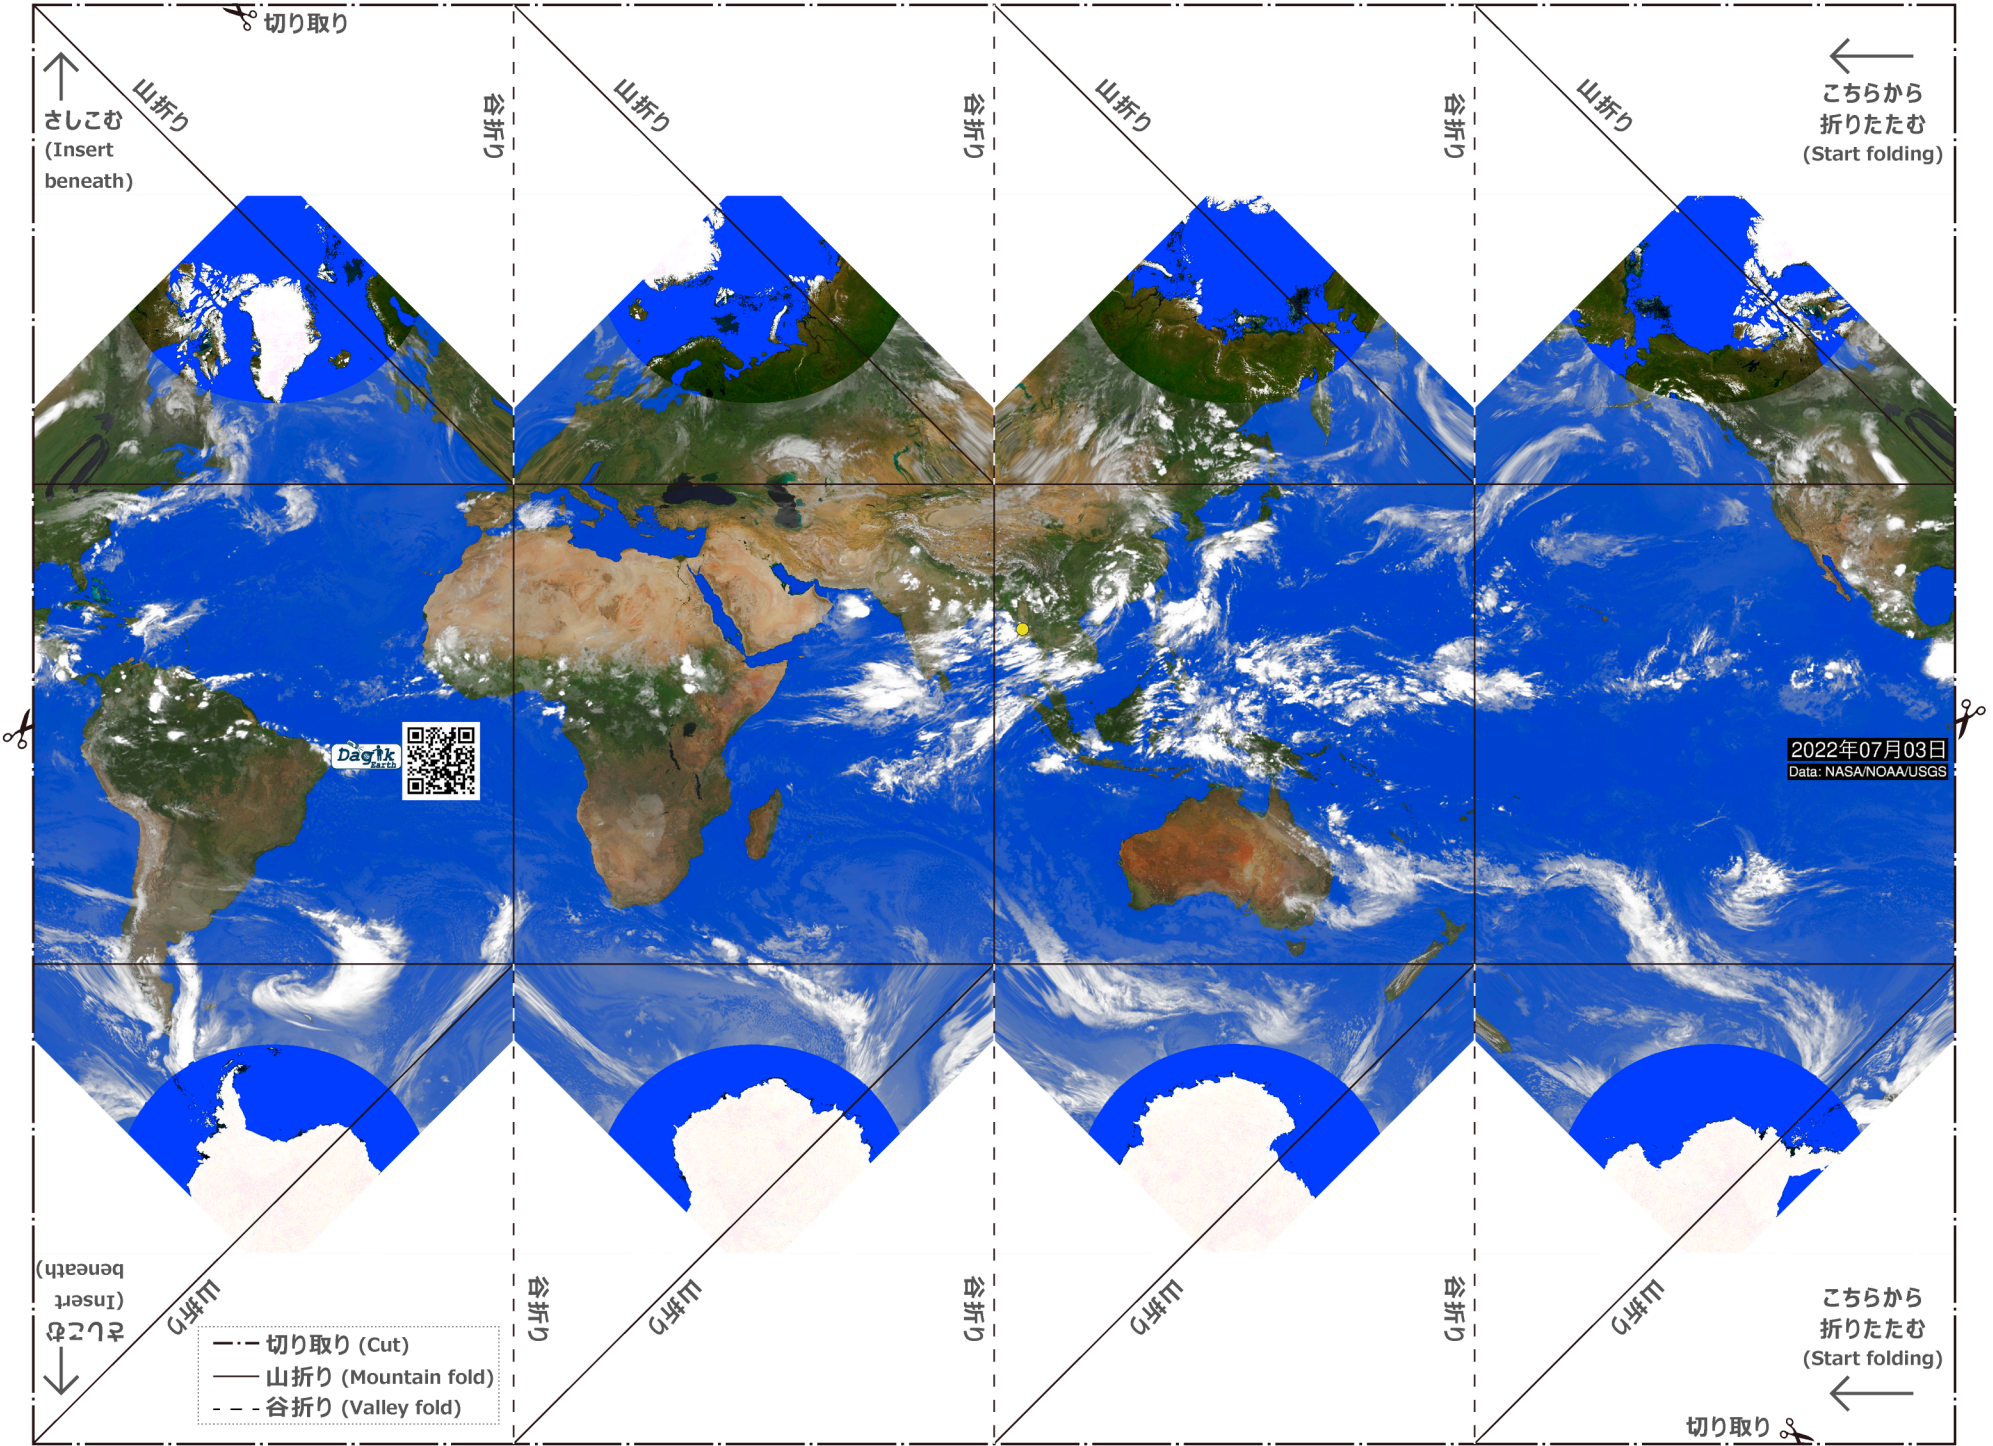 切り取り
さしこむ
(Insert
beneath)
山折り
谷折り
山折り
谷折り
山折り
谷折り
山折り
こちらから
折りたたむ
(Start folding)
Dagik
Earth
2022年07月03日
Data: NASA/NOAA/USGS
さしこむ
(Insert
beneath)
山折り
谷折り
山折り
谷折り
山折り
谷折り
山折り
こちらから
折りたたむ
(Start folding)
切り取り (Cut)
山折り (Mountain fold)
谷折り (Valley fold)
切り取り